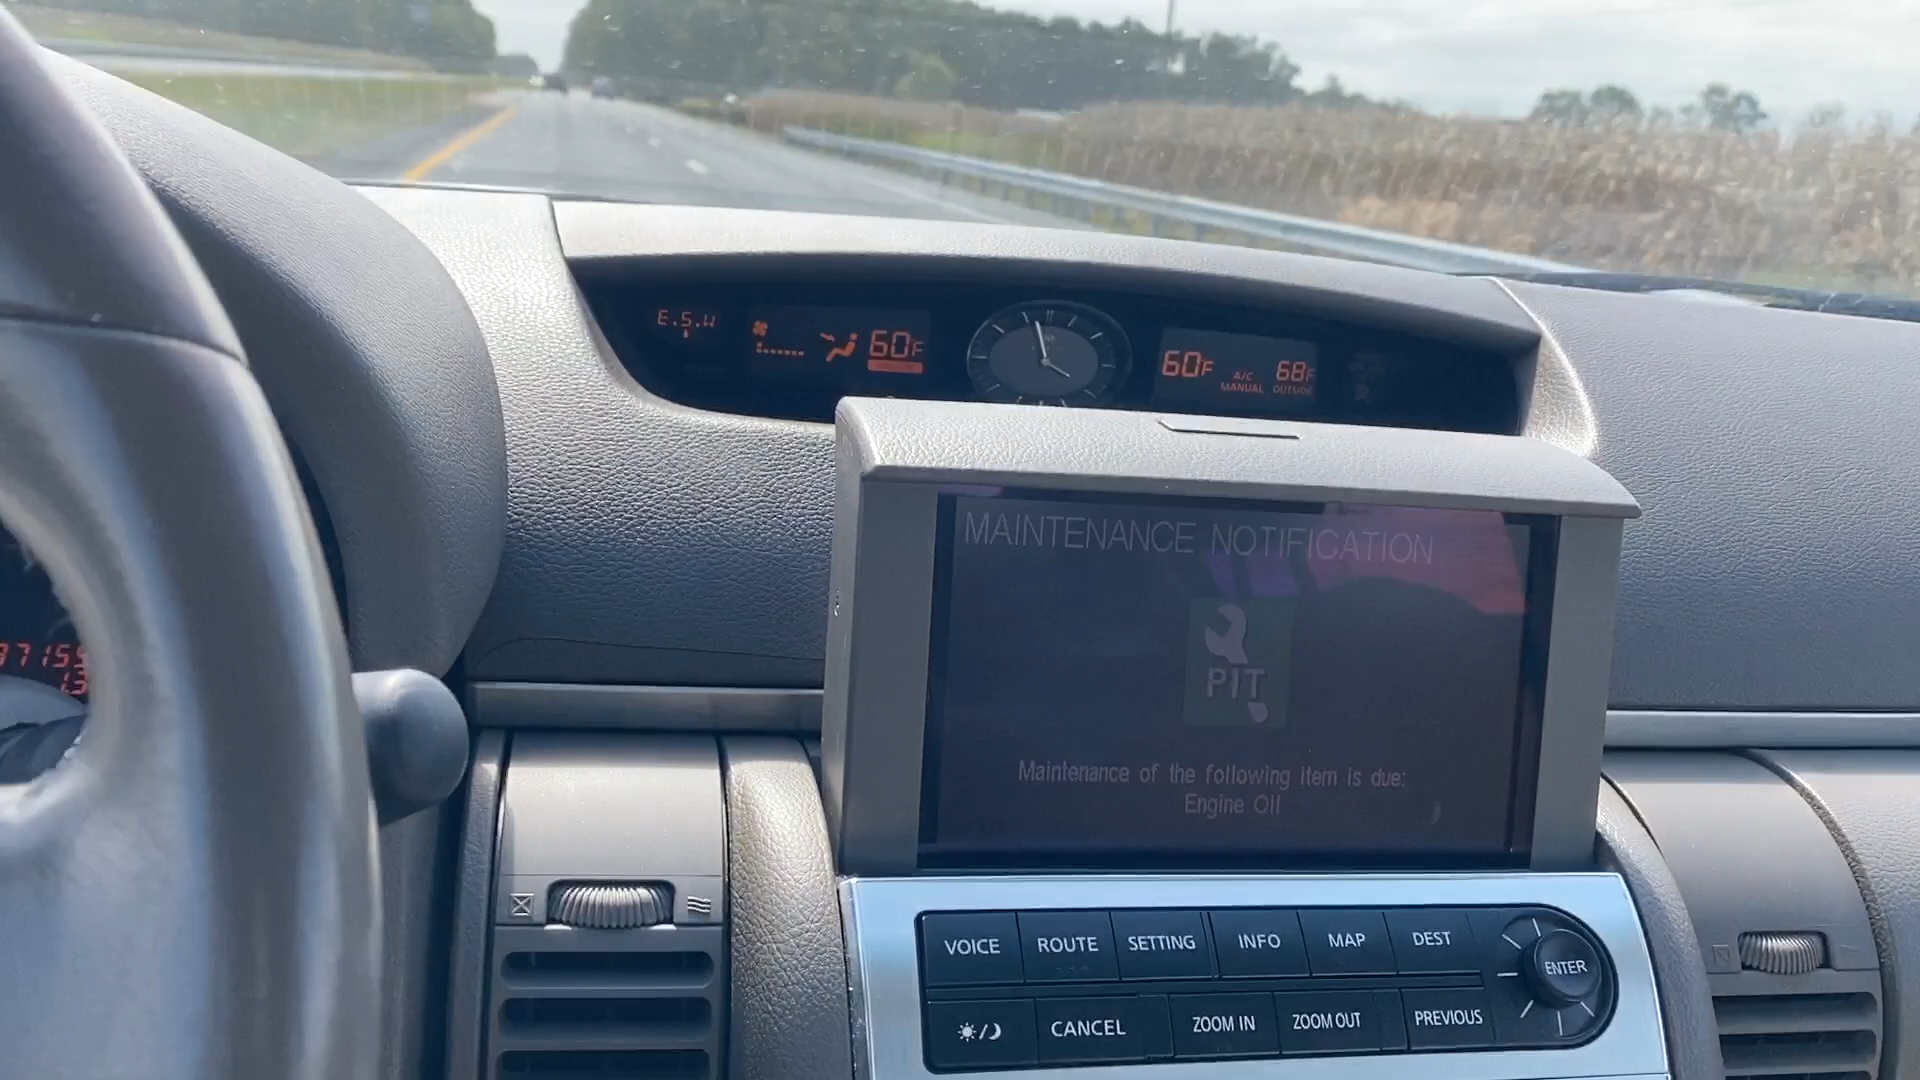 E.S.W
60F
60F
A/C
MANUAL
68F
OUTSIDE
MAINTENANCE NOTIFICATION
PIT
Maintenance of the following item is due:
Engine Oil
VOICE ROUTE SETTING INFO MAP DEST
ENTER
CANCEL ZOOM IN ZOOM OUT PREVIOUS